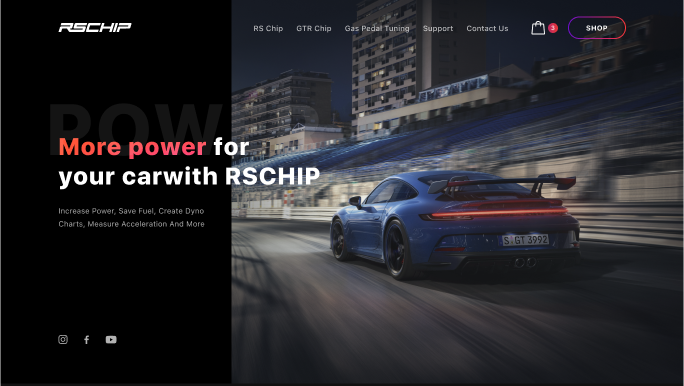 RSCHIP
RS Chip
GTR Chip
Gas Pedal Tuning
Support
Contact Us
3
SHOP
POWER
More power for
your carwith RSCHIP
Increase Power, Save Fuel, Create Dyno
Charts, Measure Acceleration And More
S GT 3992